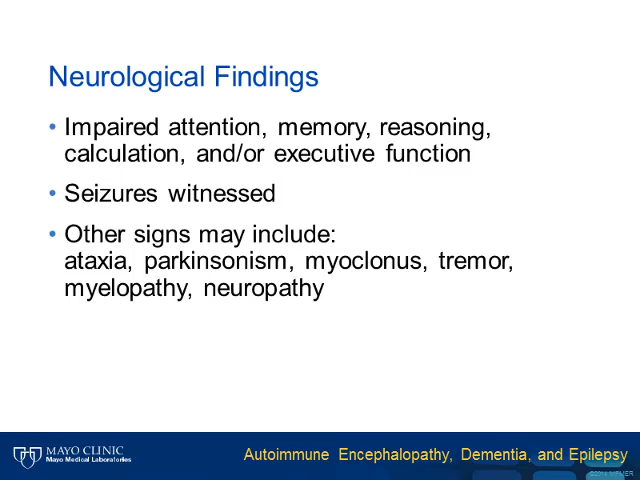 Neurological Findings
• Impaired attention, memory, reasoning,
calculation, and/or executive function
• Seizures witnessed
• Other signs may include:
ataxia, parkinsonism, myoclonus, tremor,
myelopathy, neuropathy
MAYO CLINIC
Mayo Medical Laboratories
Autoimmune Encephalopathy, Dementia, and Epilepsy